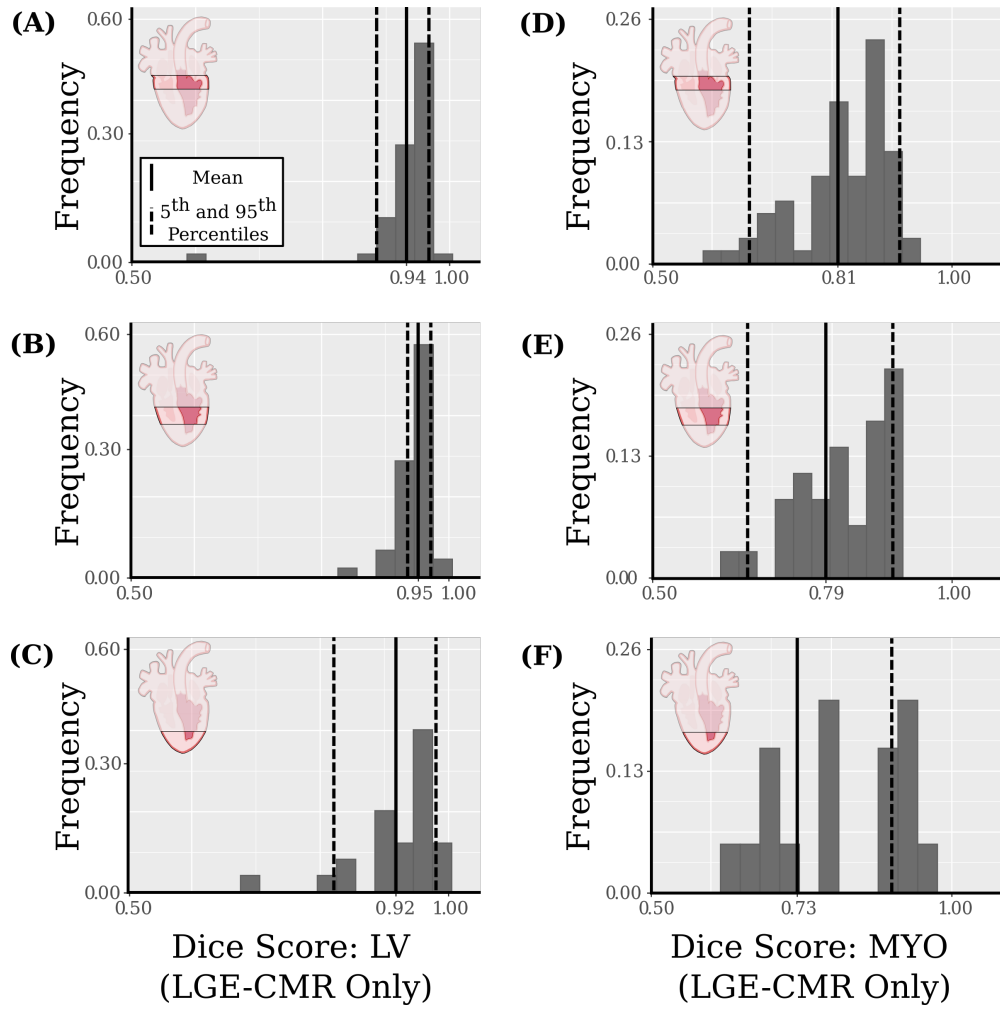 (A)
Frequency
0.60
0.30
0.00
0.50
0.94
1.00
Mean
5th and 95th
Percentiles
(D)
Frequency
0.26
0.13
0.00
0.50
0.81
1.00
(B)
Frequency
0.60
0.30
0.00
0.50
0.95
1.00
(E)
Frequency
0.26
0.13
0.00
0.50
0.79
1.00
(C)
Frequency
0.60
0.30
0.00
0.50
0.92
1.00
Dice Score: LV
(LGE-CMR Only)
(F)
Frequency
0.26
0.13
0.00
0.50
0.73
1.00
Dice Score: MYO
(LGE-CMR Only)